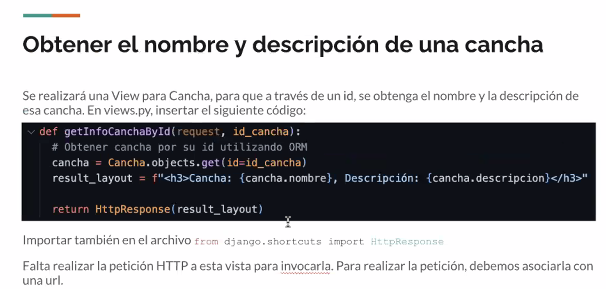 Obtener el nombre y descripción de una cancha
Se realizará una View para Cancha, para que a través de un id, se obtenga el nombre y la descripción de
esa cancha. En views.py, insertar el siguiente código:
def getInfoCanchaById(request, id_cancha):
# Obtener cancha por su id utilizando ORM
cancha = Cancha.objects.get(id=id_cancha)
result_layout = f"<h3>Cancha: {cancha.nombre}, Descripción: {cancha.descripcion}</h3>"
return HttpResponse(result_layout)
Importar también en el archivo from django.shortcuts import HttpResponse
Falta realizar la petición HTTP a esta vista para invocarla. Para realizar la petición, debemos asociarla con
una url.